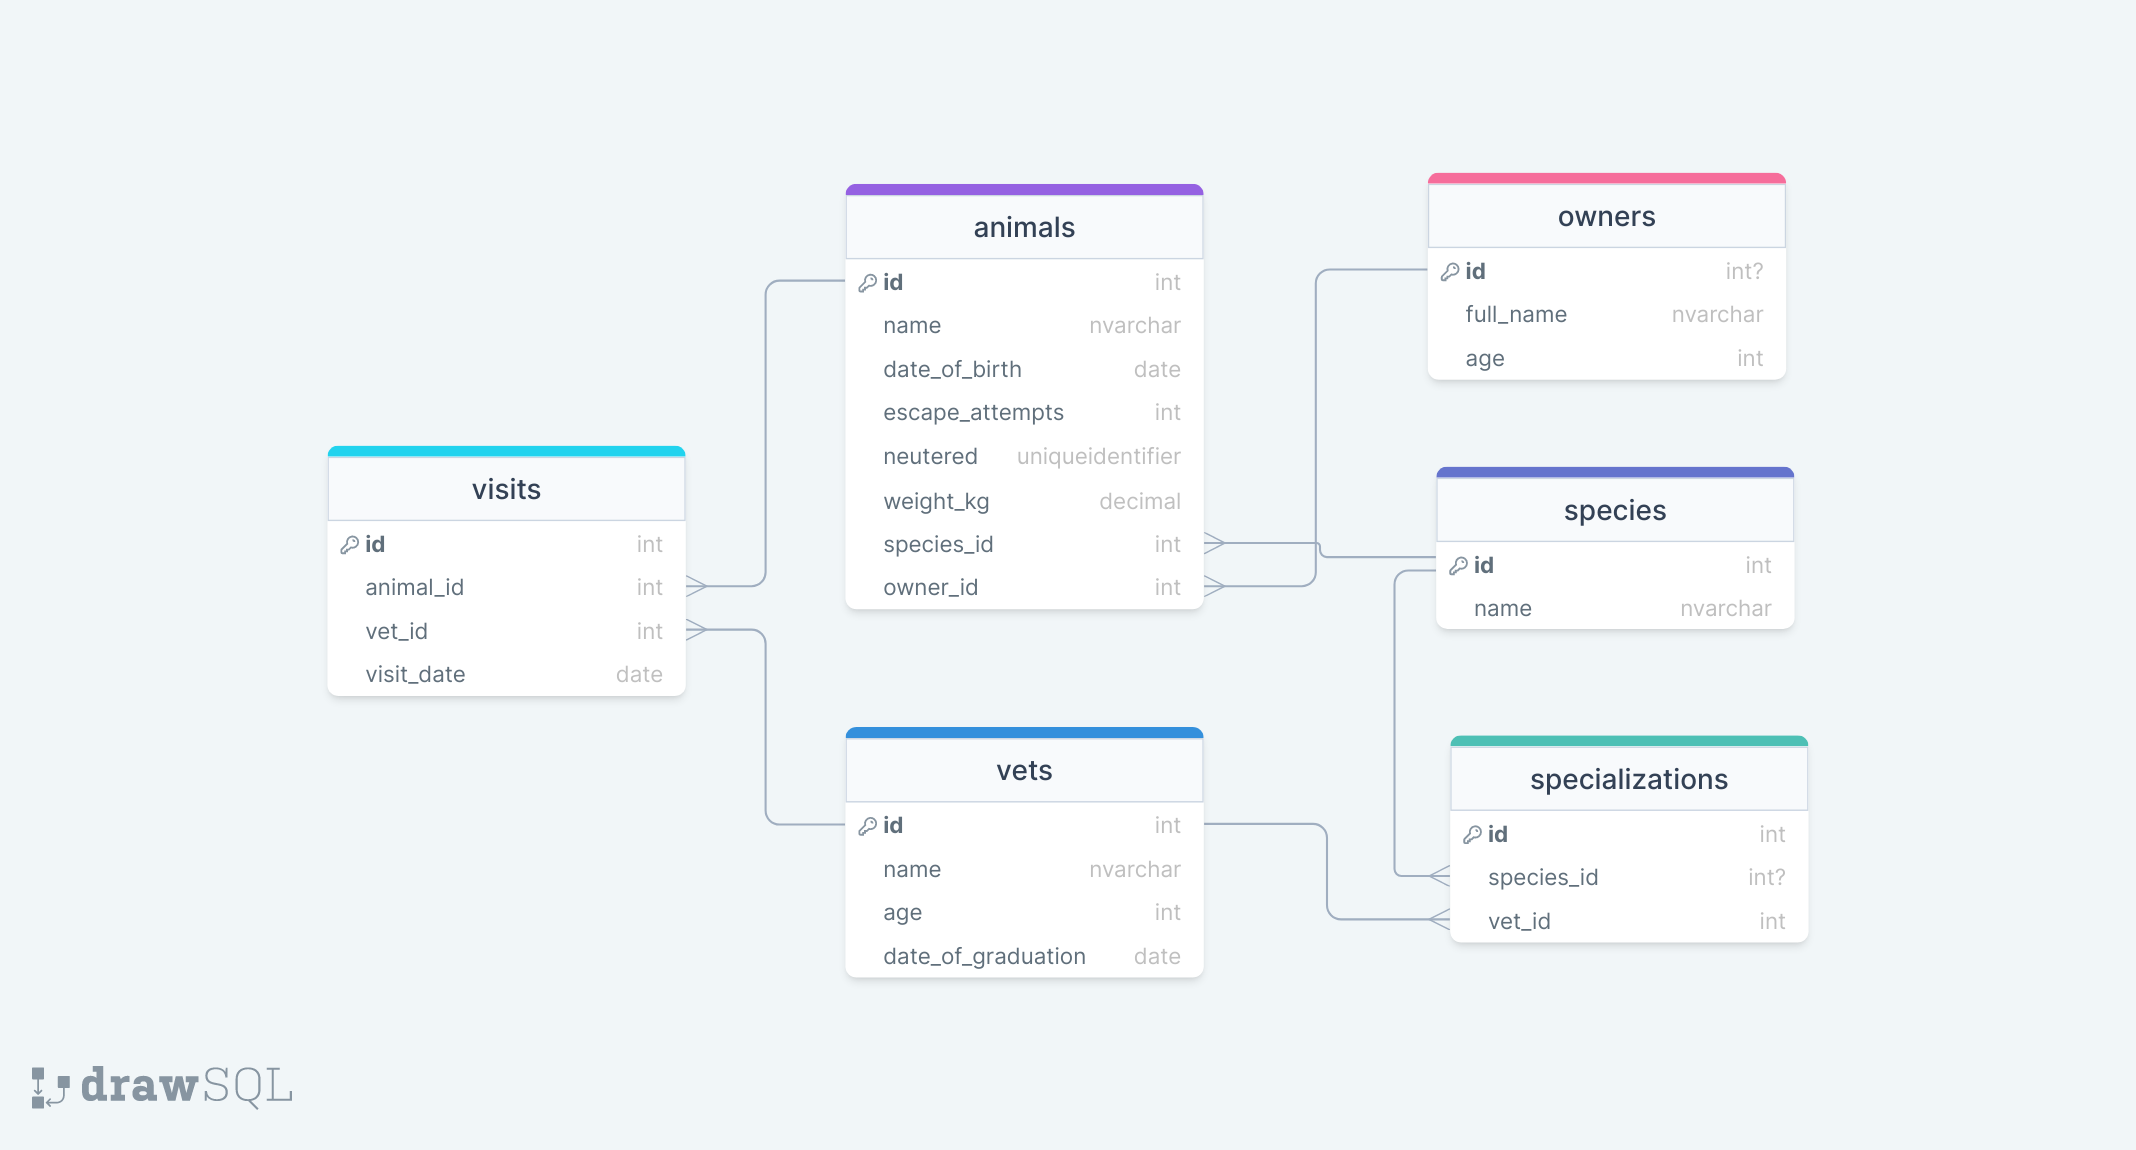 animals
id int
name nvarchar
date_of_birth date
escape_attempts int
neutered uniqueidentifier
weight_kg decimal
species_id int
owner_id int
owners
id int?
full_name nvarchar
age int
visits
id int
animal_id int
vet_id int
visit_date date
species
id int
name nvarchar
vets
id int
name nvarchar
age int
date_of_graduation date
specializations
id int
species_id int?
vet_id int
drawSQL